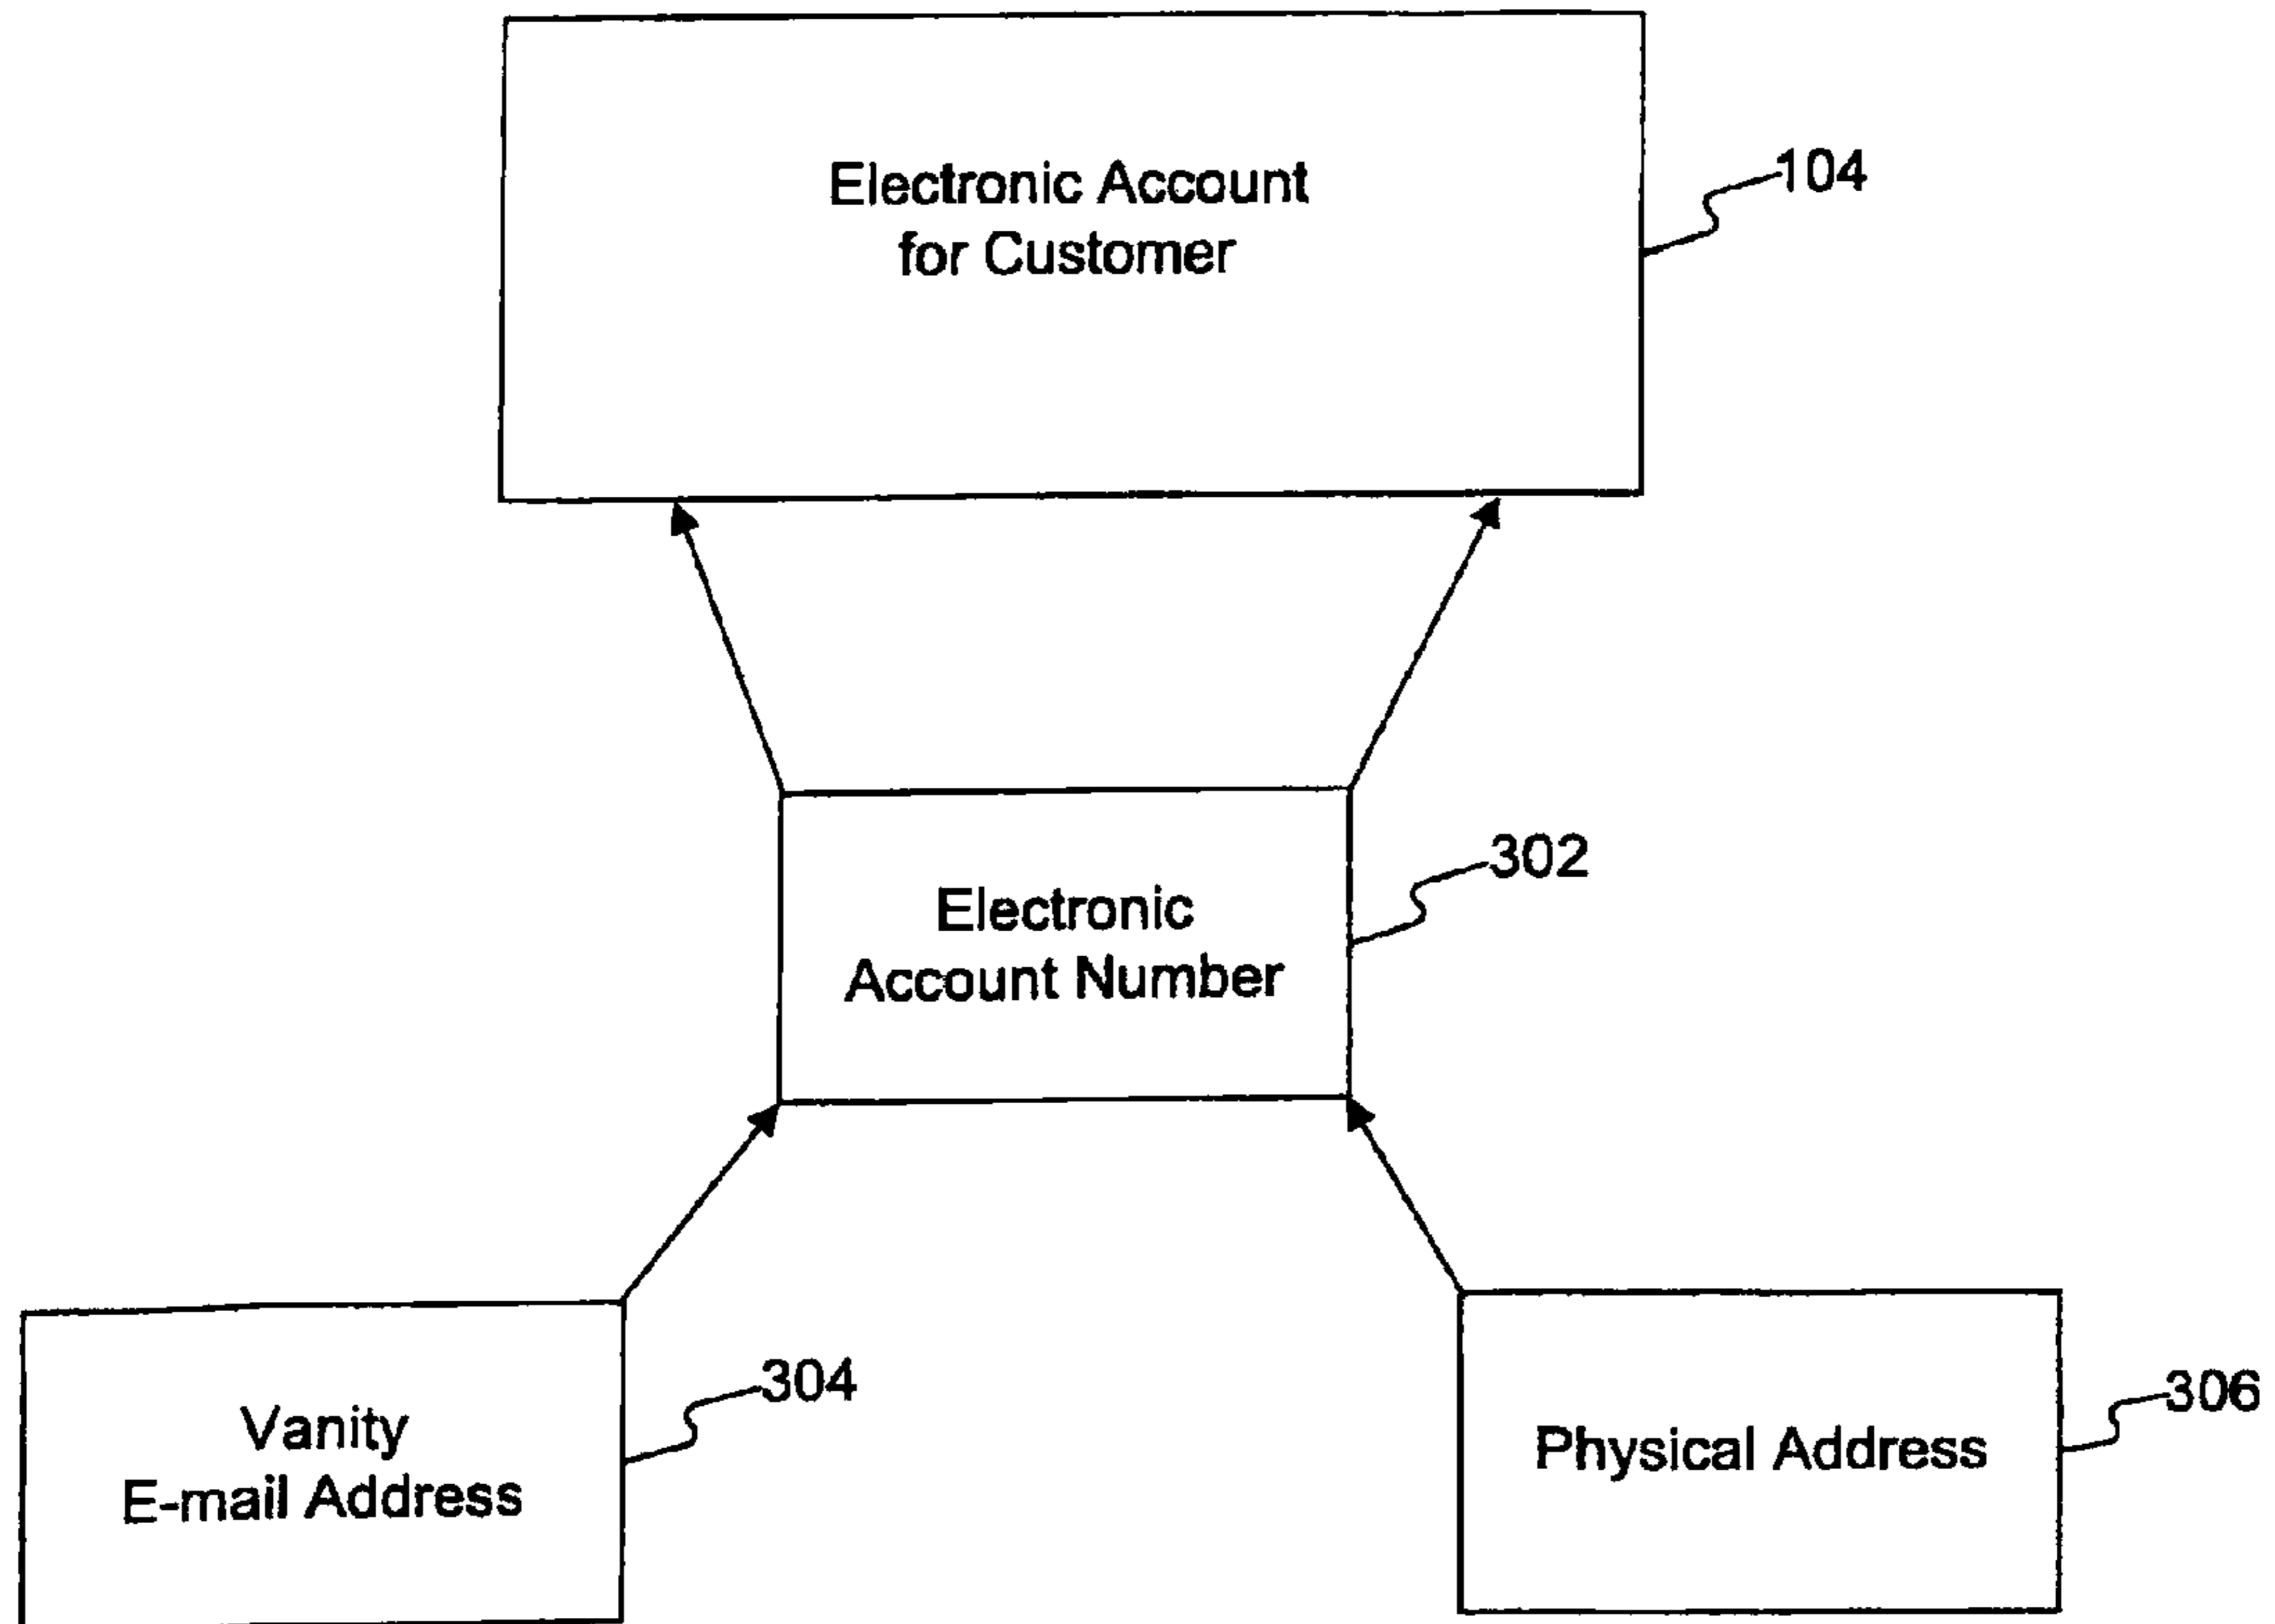 Electronic Account
for Customer
104
Electronic
Account Number
302
Vanity
E-mail Address
304
Physical Address
306